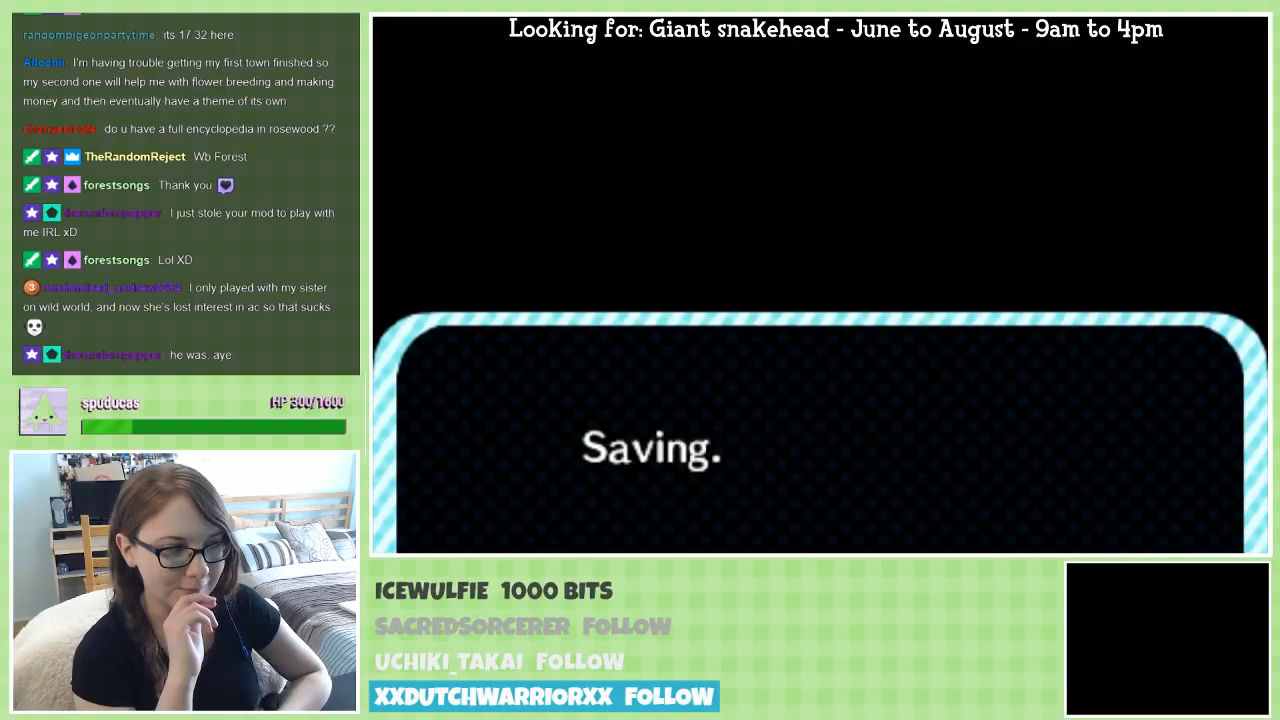 Looking for: Giant snakehead - June to August - 9am to 4pm
randompigeonpartytime: its 17 32 here
I'm having trouble getting my first town finished so
my second one will help me with flower breeding and making
money and then eventually have a theme of its own
do u have a full encyclopedia in rosewood ??
TheRandomReject: Wb Forest
forestsongs: Thank you
I just stole your mod to play with
me IRL xD
forestsongs: Lol XD
3
I only played with my sister
on wild world, and now she's lost interest in ac so that sucks
he was, aye
spuducas HP 300/1600
Saving.
ICEWULFIE 1000 BITS
SACREDSORCERER FOLLOW
UCHIKI_TAKAI FOLLOW
XXDUTCHWARRIORXX FOLLOW